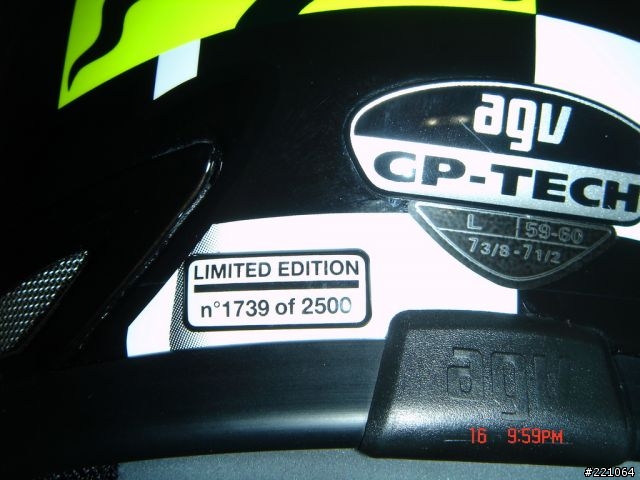 agv
CP-TECH
L 59-60
7 3/8 - 7 1/2
LIMITED EDITION
n°1739 of 2500
agv
16 9:59PM
#221064